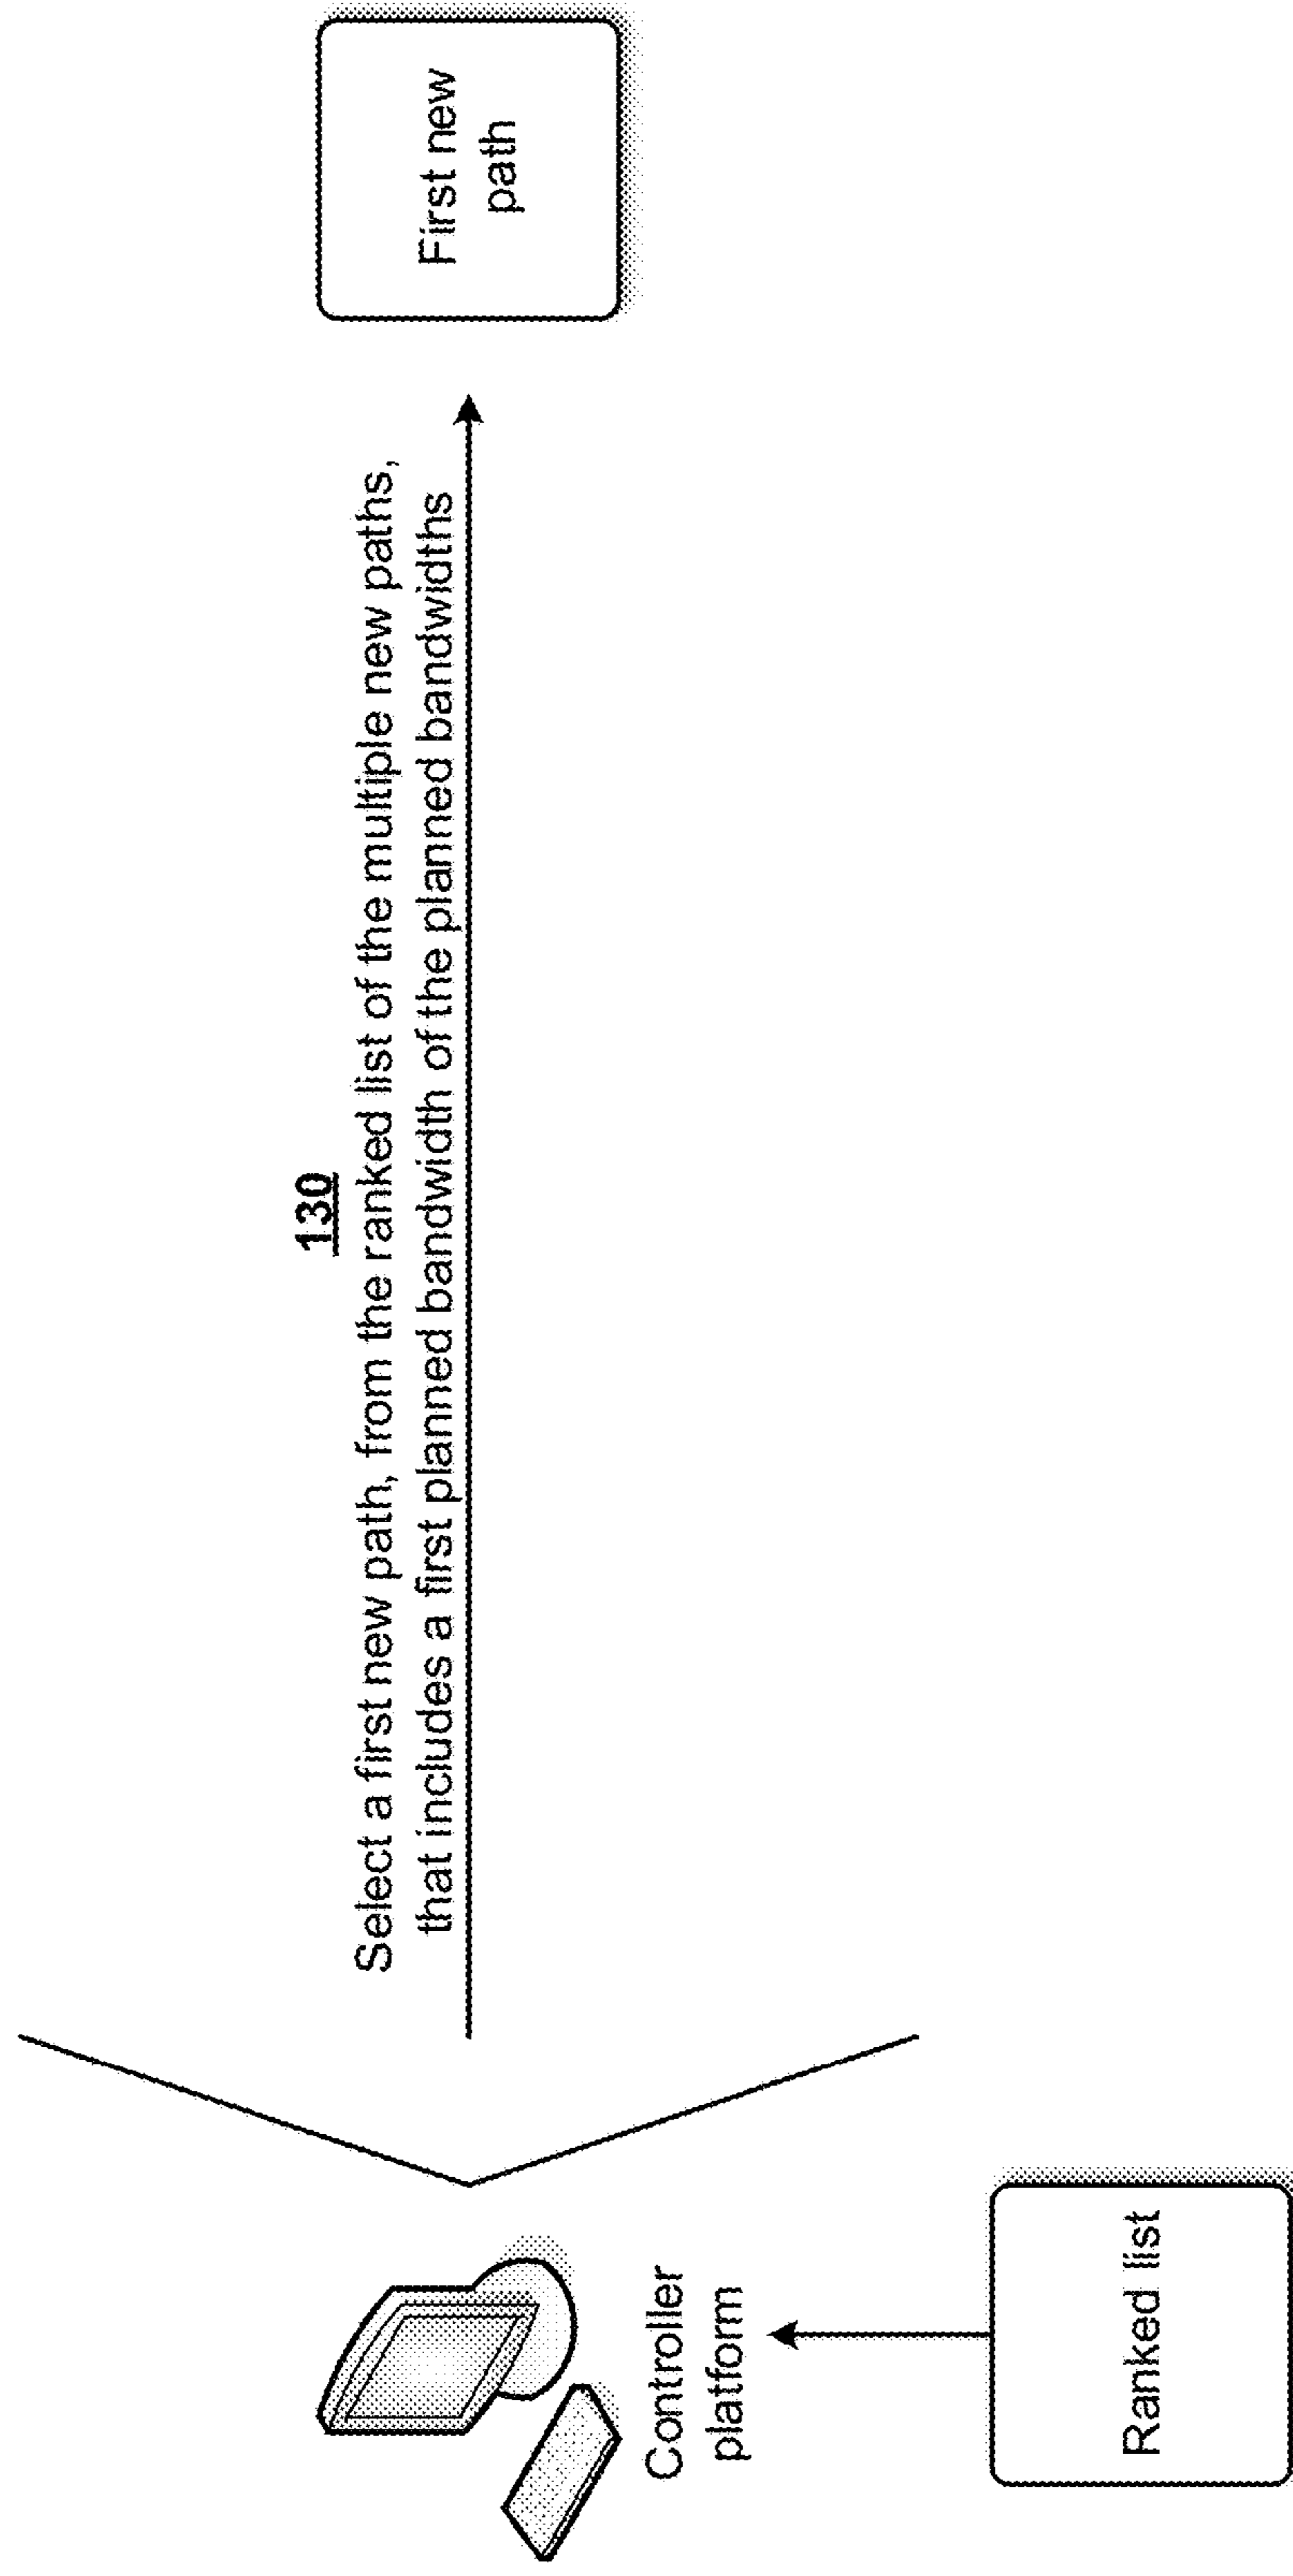 130
Select a first new path, from the ranked list of the multiple new paths,
that includes a first planned bandwidth of the planned bandwidths
First new
path
Controller
platform
Ranked list